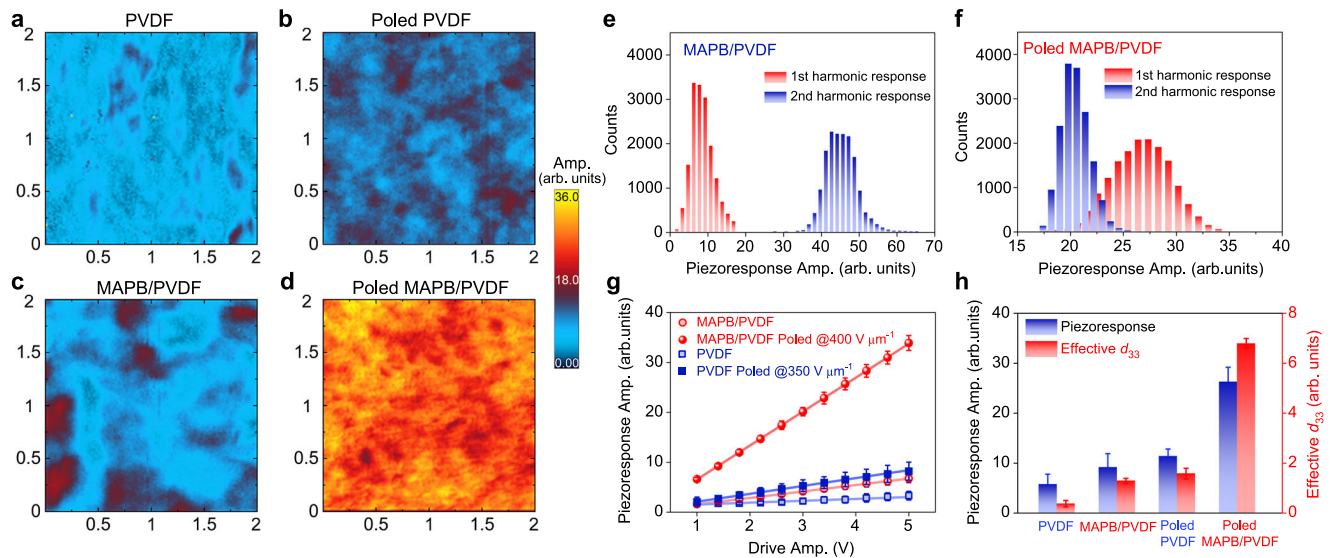 a
PVDF
2
1.5
1
0.5
0
0.5
1
1.5
2
b
Poled PVDF
2
1.5
1
0.5
0
0.5
1
1.5
2
Amp.
(arb. units)
36.0
18.0
0.00
c
MAPB/PVDF
2
1.5
1
0.5
0
0.5
1
1.5
2
d
Poled MAPB/PVDF
2
1.5
1
0.5
0
0.5
1
1.5
2
e
MAPB/PVDF
1st harmonic response
2nd harmonic response
Counts
4000
3000
2000
1000
0
0 10 20 30 40 50 60 70
Piezoresponse Amp. (arb. units)
f
Poled MAPB/PVDF
1st harmonic response
2nd harmonic response
Counts
4000
3000
2000
1000
0
15 20 25 30 35 40
Piezoresponse Amp. (arb.units)
g
MAPB/PVDF
MAPB/PVDF Poled @400 V μm⁻¹
PVDF
PVDF Poled @350 V μm⁻¹
Piezoresponse Amp. (arb.units)
40
30
20
10
0
1 2 3 4 5
Drive Amp. (V)
h
Piezoresponse
Effective d₃₃
Piezoresponse Amp. (arb.units)
40
30
20
10
0
PVDF
MAPB/PVDF
Poled
PVDF
Poled
MAPB/PVDF
8
6
4
2
0
Effective d₃₃ (arb. units)